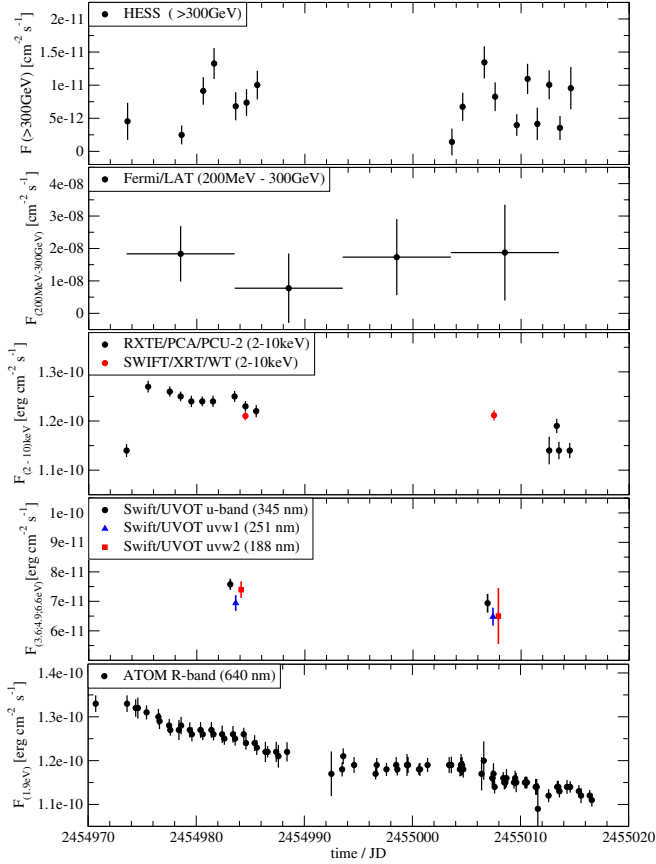 HESS ( >300GeV)
2e-11
1.5e-11
1e-11
5e-12
0
F (>300GeV) [cm-2 s-1]
Fermi/LAT (200MeV - 300GeV)
4e-08
3e-08
2e-08
1e-08
0
F(200MeV-300GeV) [cm-2 s-1]
RXTE/PCA/PCU-2 (2-10keV)
SWIFT/XRT/WT (2-10keV)
1.3e-10
1.2e-10
1.1e-10
F(2 - 10)keV [erg cm-2 s-1]
Swift/UVOT u-band (345 nm)
Swift/UVOT uvw1 (251 nm)
Swift/UVOT uvw2 (188 nm)
1e-10
9e-11
8e-11
7e-11
6e-11
F(3.6;4.9;6.6eV)[erg cm-2 s-1]
ATOM R-band (640 nm)
1.4e-10
1.3e-10
1.2e-10
1.1e-10
F(1.9eV) [erg cm-2 s-1]
2454970 2454980 2454990 2455000 2455010 2455020
time / JD